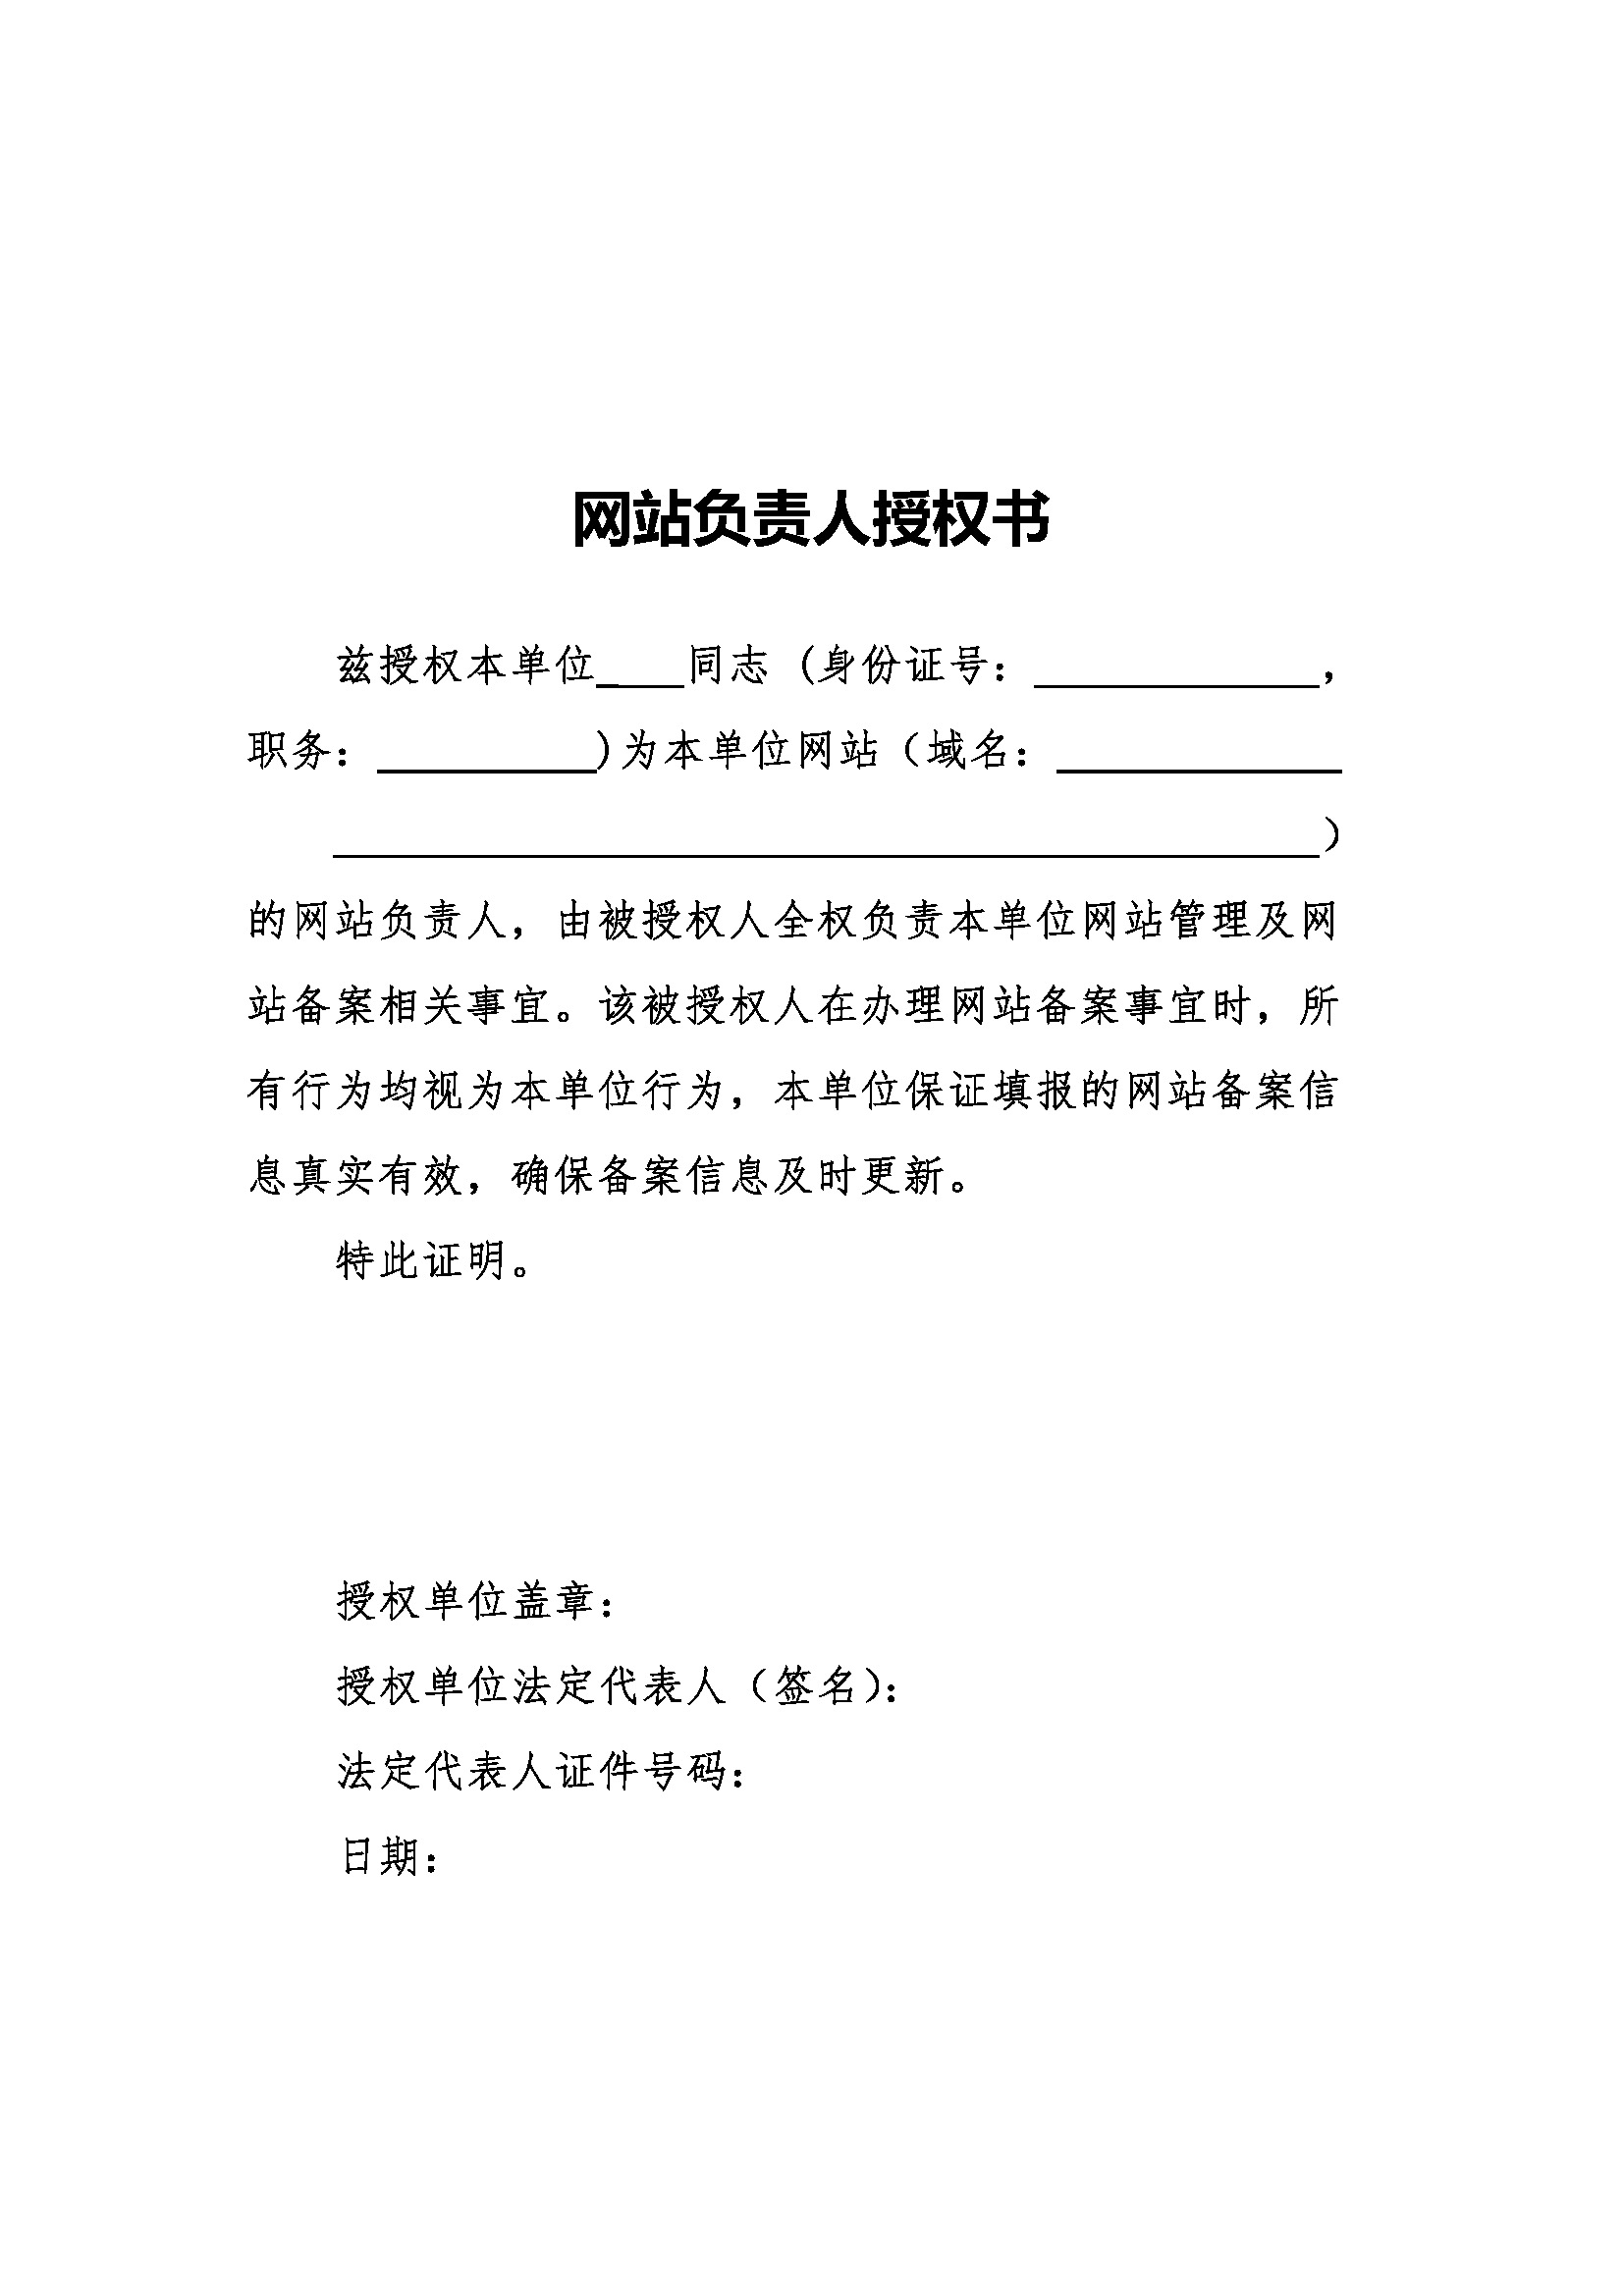 网站负责人授权书
兹授权本单位_____同志（身份证号：_____________，
职务：__________)为本单位网站（域名：_____________
_____________________________________________）
的网站负责人，由被授权人全权负责本单位网站管理及网
站备案相关事宜。该被授权人在办理网站备案事宜时，所
有行为均视为本单位行为，本单位保证填报的网站备案信
息真实有效，确保备案信息及时更新。
特此证明。
授权单位盖章：
授权单位法定代表人（签名）：
法定代表人证件号码：
日期：